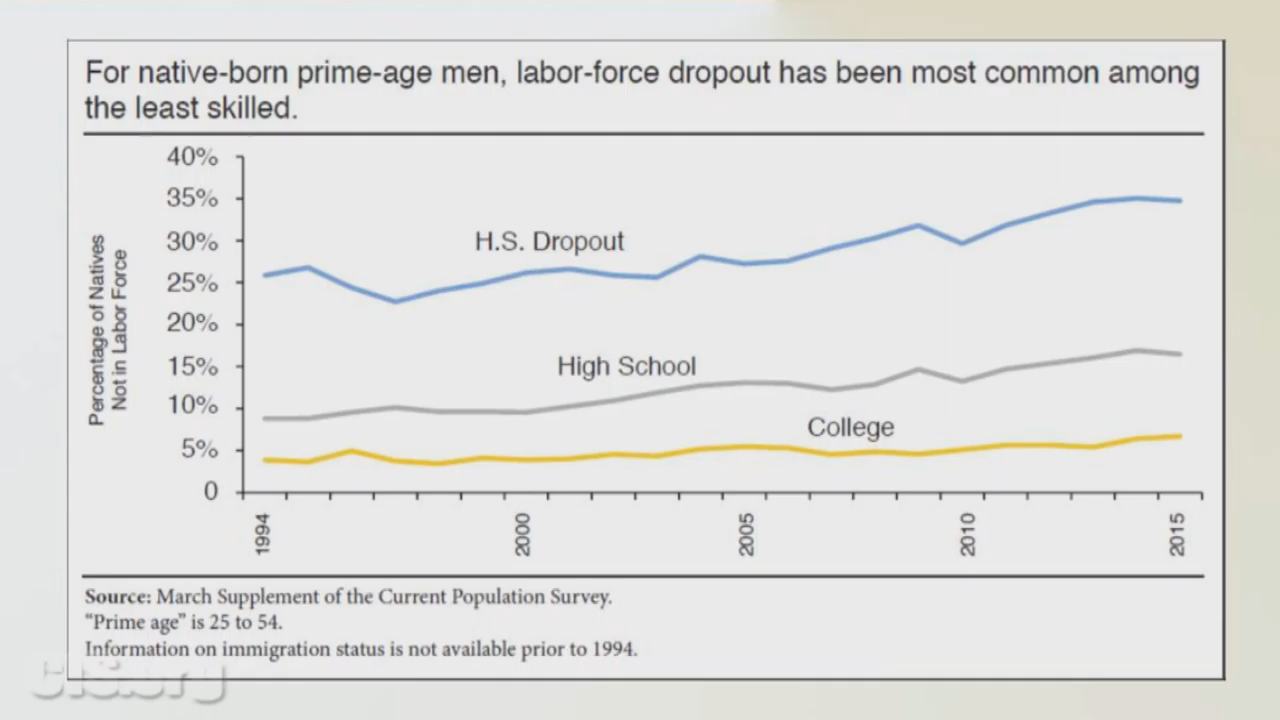 For native-born prime-age men, labor-force dropout has been most common among
the least skilled.
40%
35%
30%
25%
20%
15%
10%
5%
0
Percentage of Natives
Not in Labor Force
H.S. Dropout
High School
College
1994
2000
2005
2010
2015
Source: March Supplement of the Current Population Survey.
“Prime age” is 25 to 54.
Information on immigration status is not available prior to 1994.
cis.org